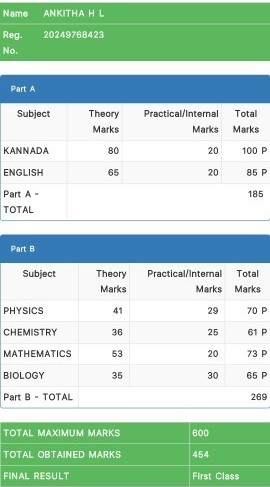 Name ANKITHA H L
Reg. No. 20249768423
Part A
Subject Theory Marks Practical/Internal Marks Total Marks
KANNADA 80 20 100 P
ENGLISH 65 20 85 P
Part A - TOTAL 185
Part B
Subject Theory Marks Practical/Internal Marks Total Marks
PHYSICS 41 29 70 P
CHEMISTRY 36 25 61 P
MATHEMATICS 53 20 73 P
BIOLOGY 35 30 65 P
Part B - TOTAL 269
TOTAL MAXIMUM MARKS 600
TOTAL OBTAINED MARKS 454
FINAL RESULT First Class